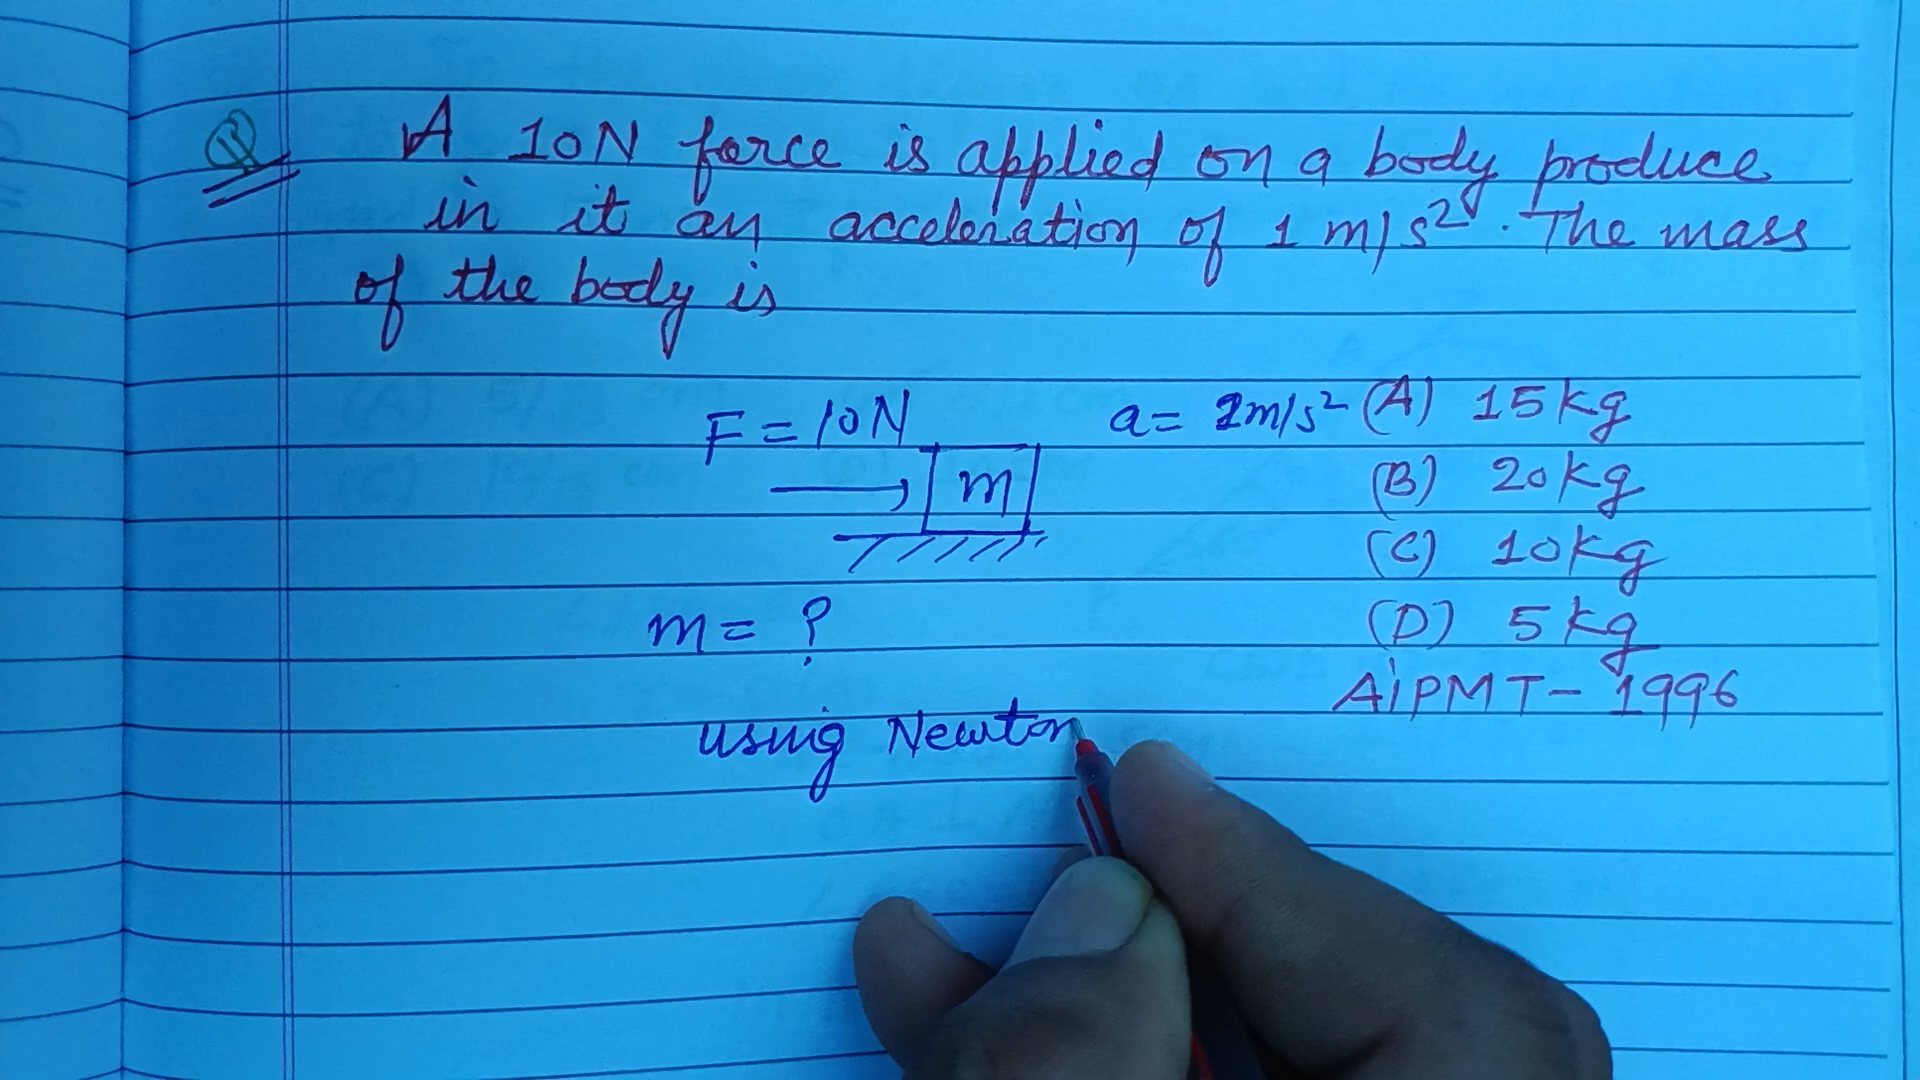 Q A 10N force is applied on a body produce
in it an acceleration of 1 m/s². The mass
of the body is
F = 10N
a = 1m/s²
(A) 15kg
m
(B) 20kg
(C) 10kg
m = ?
(D) 5kg
AiPMT - 1996
using Newton